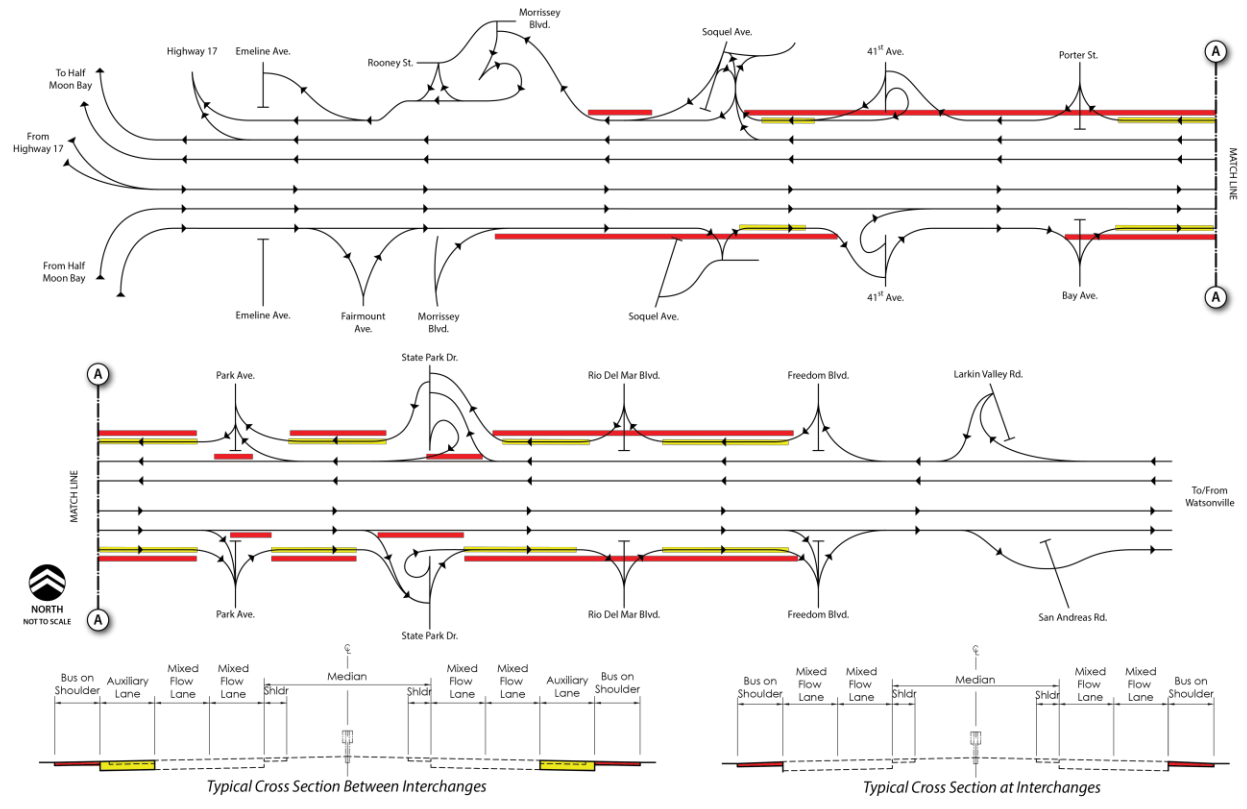 Morrissey
Blvd.
Highway 17
Emeline Ave.
Rooney St.
Soquel Ave.
41st Ave.
Porter St.
A
To Half
Moon Bay
From
Highway 17
MATCH LINE
From Half
Moon Bay
Emeline Ave.
Fairmount
Ave.
Morrissey
Blvd.
Soquel Ave.
41st Ave.
Bay Ave.
A
A
Park Ave.
State Park Dr.
Rio Del Mar Blvd.
Freedom Blvd.
Larkin Valley Rd.
MATCH LINE
To/From
Watsonville
NORTH
NOT TO SCALE
A
Park Ave.
State Park Dr.
Rio Del Mar Blvd.
Freedom Blvd.
San Andreas Rd.
Bus on
Shoulder
Auxiliary
Lane
Mixed
Flow
Lane
Mixed
Flow
Lane
Shldr
℄
Median
Shldr
Mixed
Flow
Lane
Mixed
Flow
Lane
Auxiliary
Lane
Bus on
Shoulder
Typical Cross Section Between Interchanges
Bus on
Shoulder
Mixed
Flow
Lane
Mixed
Flow
Lane
Shldr
℄
Median
Shldr
Mixed
Flow
Lane
Mixed
Flow
Lane
Bus on
Shoulder
Typical Cross Section at Interchanges